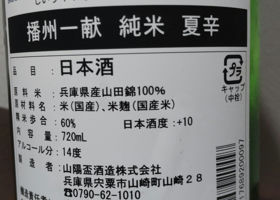 播州一献 純米 夏辛
品目:日本酒
原料米:兵庫県産山田錦100%
原材料:米(国産)、米麹(国産米)
精米歩合:60% 日本酒度:+10
内容量:720mL
アルコール分:14度
製造者:山陽盃酒造株式会社
兵庫県宍粟市山崎町山崎28
☎0790-62-1010
プラ
キャップ
(中栓)